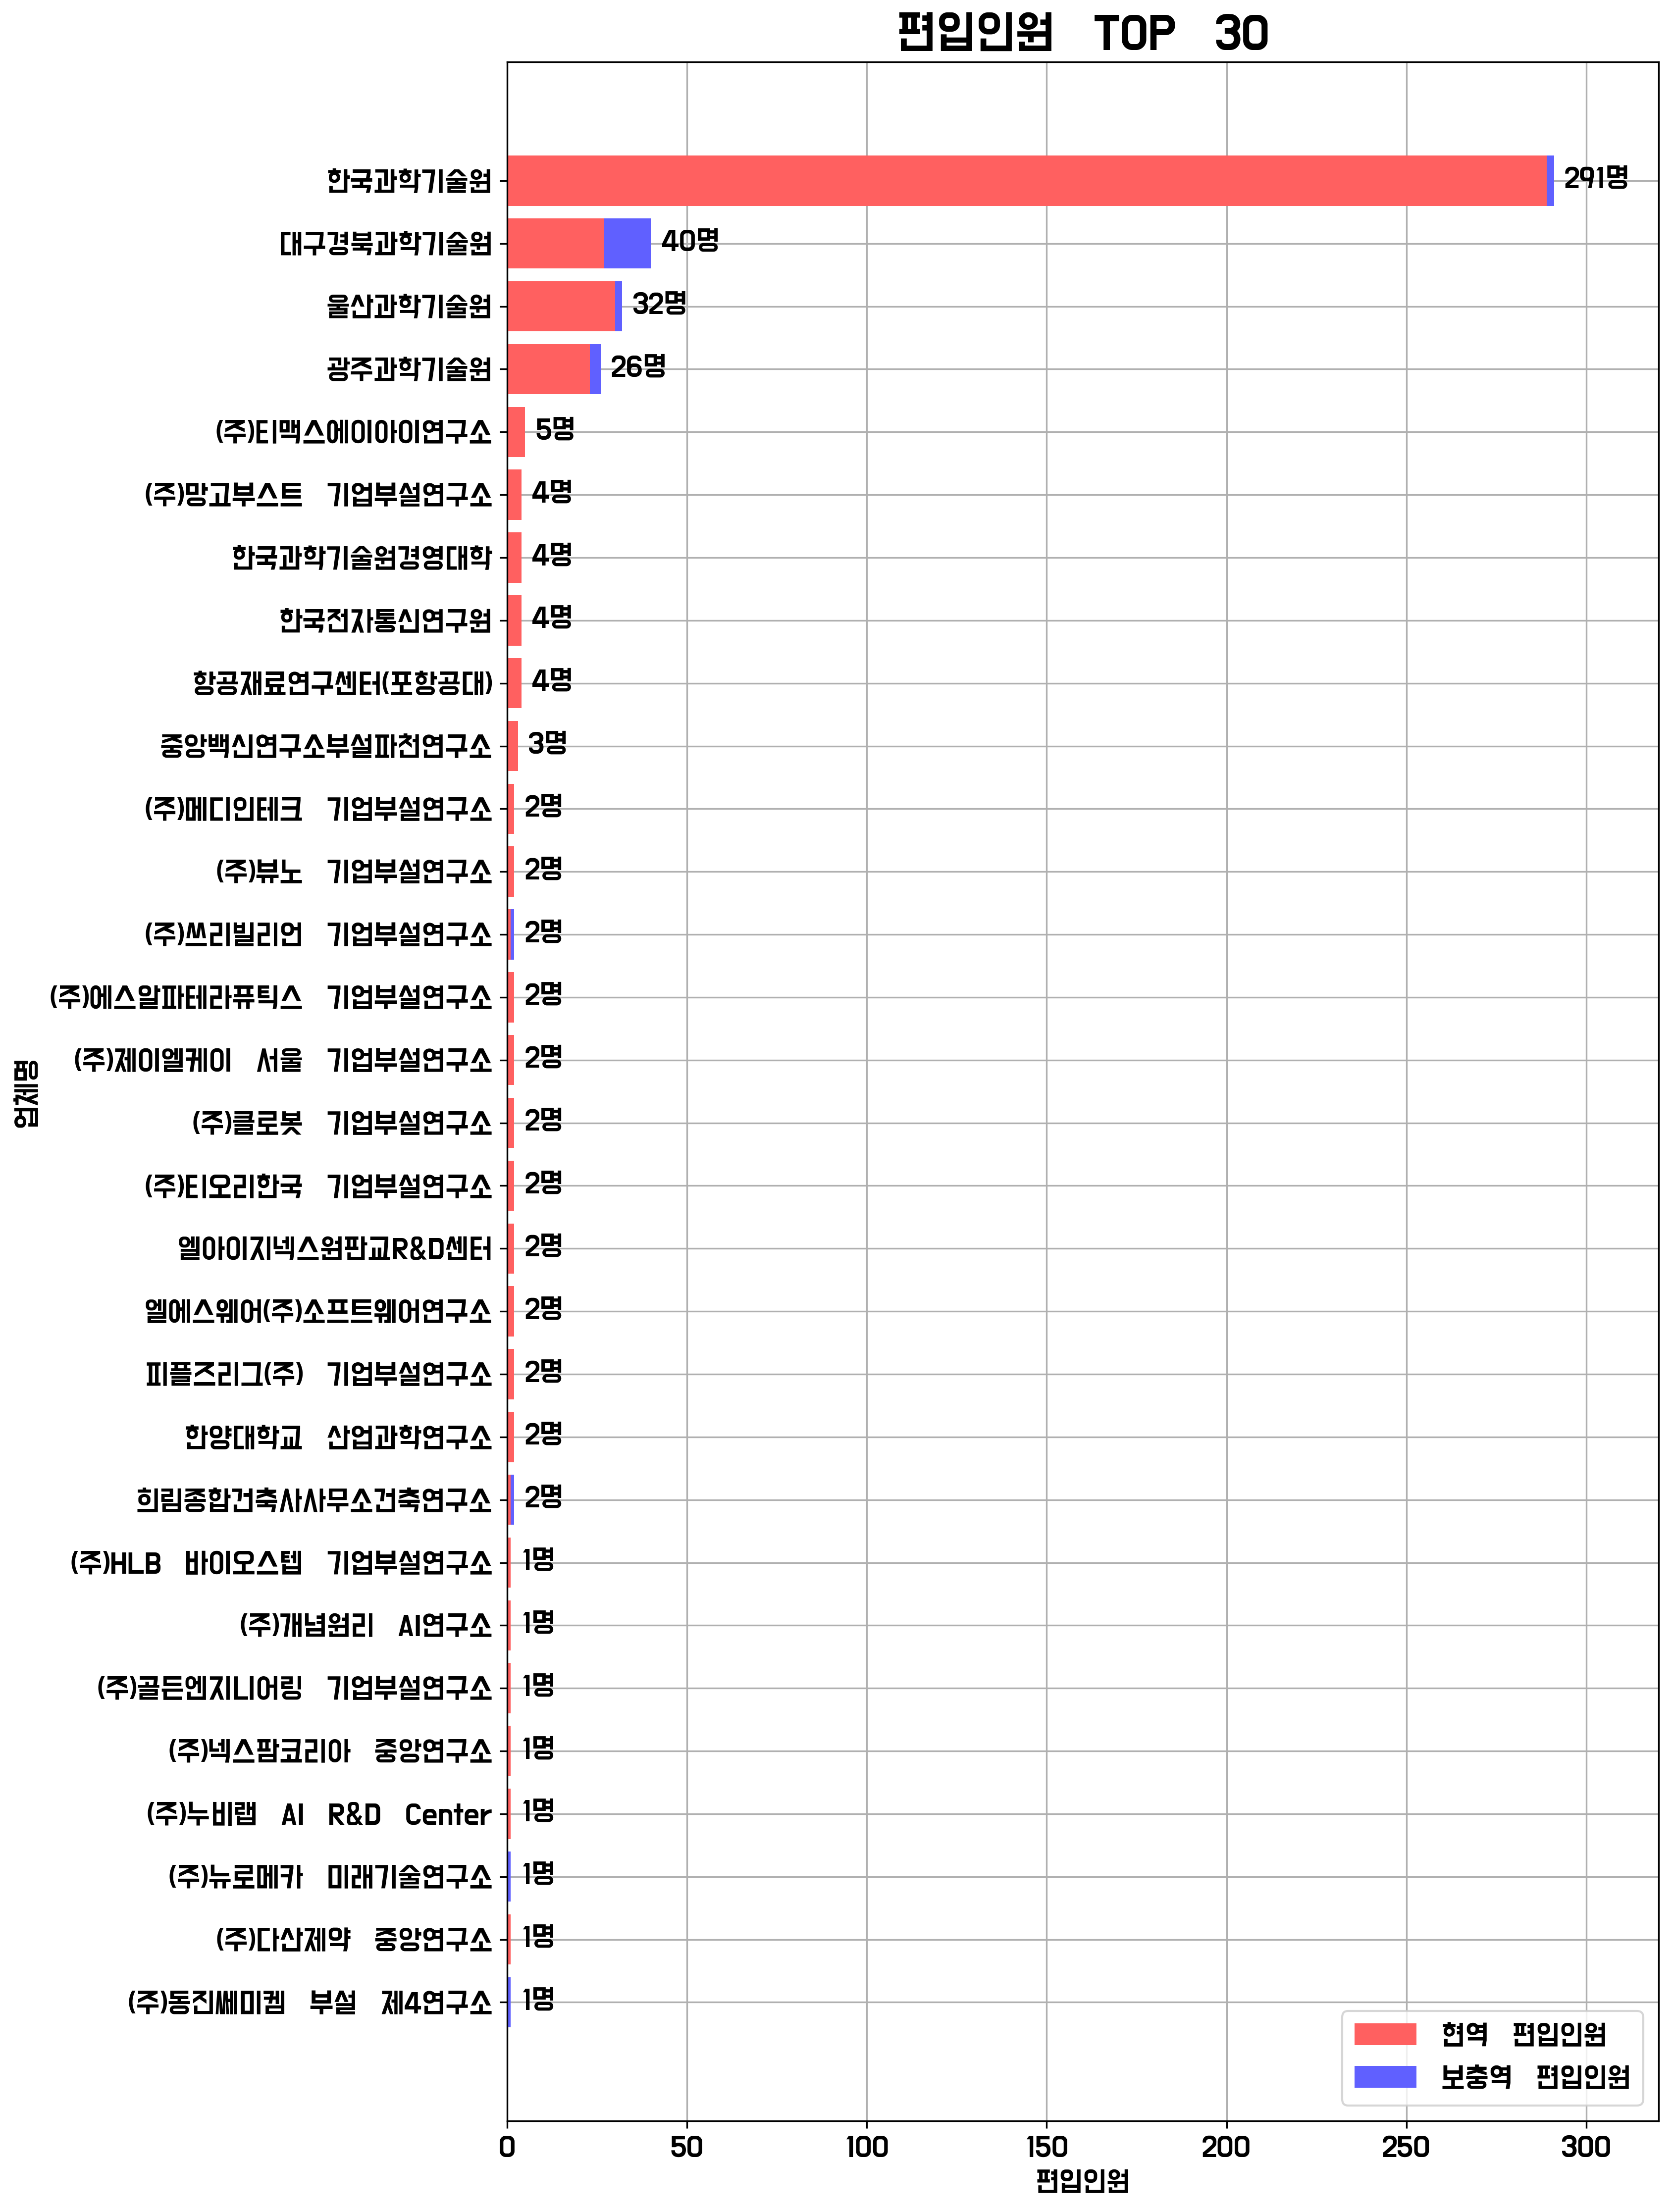 편입인원 TOP 30
한국과학기술원 291명
대구경북과학기술원 40명
울산과학기술원 32명
광주과학기술원 26명
(주)티맥스에이아이연구소 5명
(주)망고부스트 기업부설연구소 4명
한국과학기술원경영대학 4명
한국전자통신연구원 4명
항공재료연구센터(포항공대) 4명
중앙백신연구소부설파천연구소 3명
(주)메디인테크 기업부설연구소 2명
(주)뷰노 기업부설연구소 2명
(주)쓰리빌리언 기업부설연구소 2명
(주)에스알파테라퓨틱스 기업부설연구소 2명
(주)제이엘케이 서울 기업부설연구소 2명
(주)클로봇 기업부설연구소 2명
(주)티오리한국 기업부설연구소 2명
엘아이지넥스원판교R&D센터 2명
엘에스웨어(주)소프트웨어연구소 2명
피플즈리그(주) 기업부설연구소 2명
한양대학교 산업과학연구소 2명
희림종합건축사사무소건축연구소 2명
(주)HLB 바이오스텝 기업부설연구소 1명
(주)개념원리 AI연구소 1명
(주)골든엔지니어링 기업부설연구소 1명
(주)넥스팜코리아 중앙연구소 1명
(주)누비랩 AI R&D Center 1명
(주)뉴로메카 미래기술연구소 1명
(주)다산제약 중앙연구소 1명
(주)동진쎄미켐 부설 제4연구소 1명
업체명
현역 편입인원
보충역 편입인원
0 50 100 150 200 250 300
편입인원